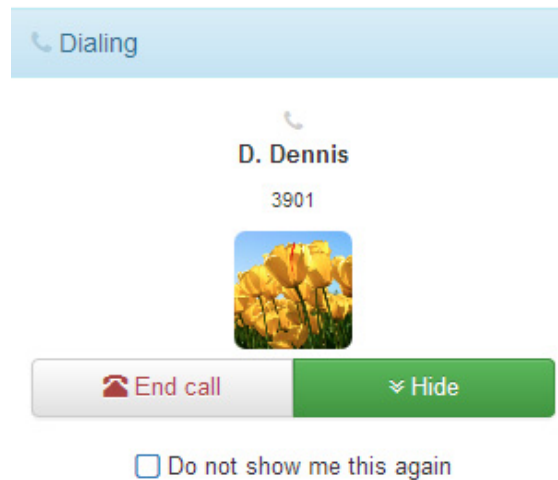 Dialing
D. Dennis
3901
End call
Hide
Do not show me this again